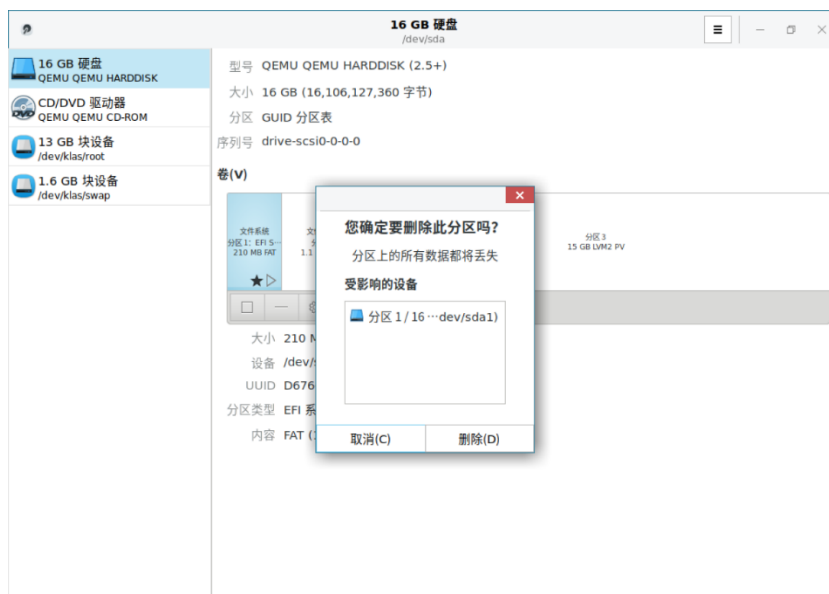 16 GB 硬盘
/dev/sda
16 GB 硬盘
QEMU QEMU HARDDISK
CD/DVD 驱动器
QEMU QEMU CD-ROM
13 GB 块设备
/dev/klas/root
1.6 GB 块设备
/dev/klas/swap
型号 QEMU QEMU HARDDISK (2.5+)
大小 16 GB (16,106,127,360 字节)
分区 GUID 分区表
序列号 drive-scsi0-0-0-0
卷(V)
文件系统
分区 1: EFI S…
210 MB FAT
1.1
分区 3
15 GB LVM2 PV
您确定要删除此分区吗?
分区上的所有数据都将丢失
受影响的设备
分区 1 / 16 …dev/sda1)
取消(C)
删除(D)
大小 210 M
设备 /dev/s
UUID D676
分区类型 EFI 系
内容 FAT (